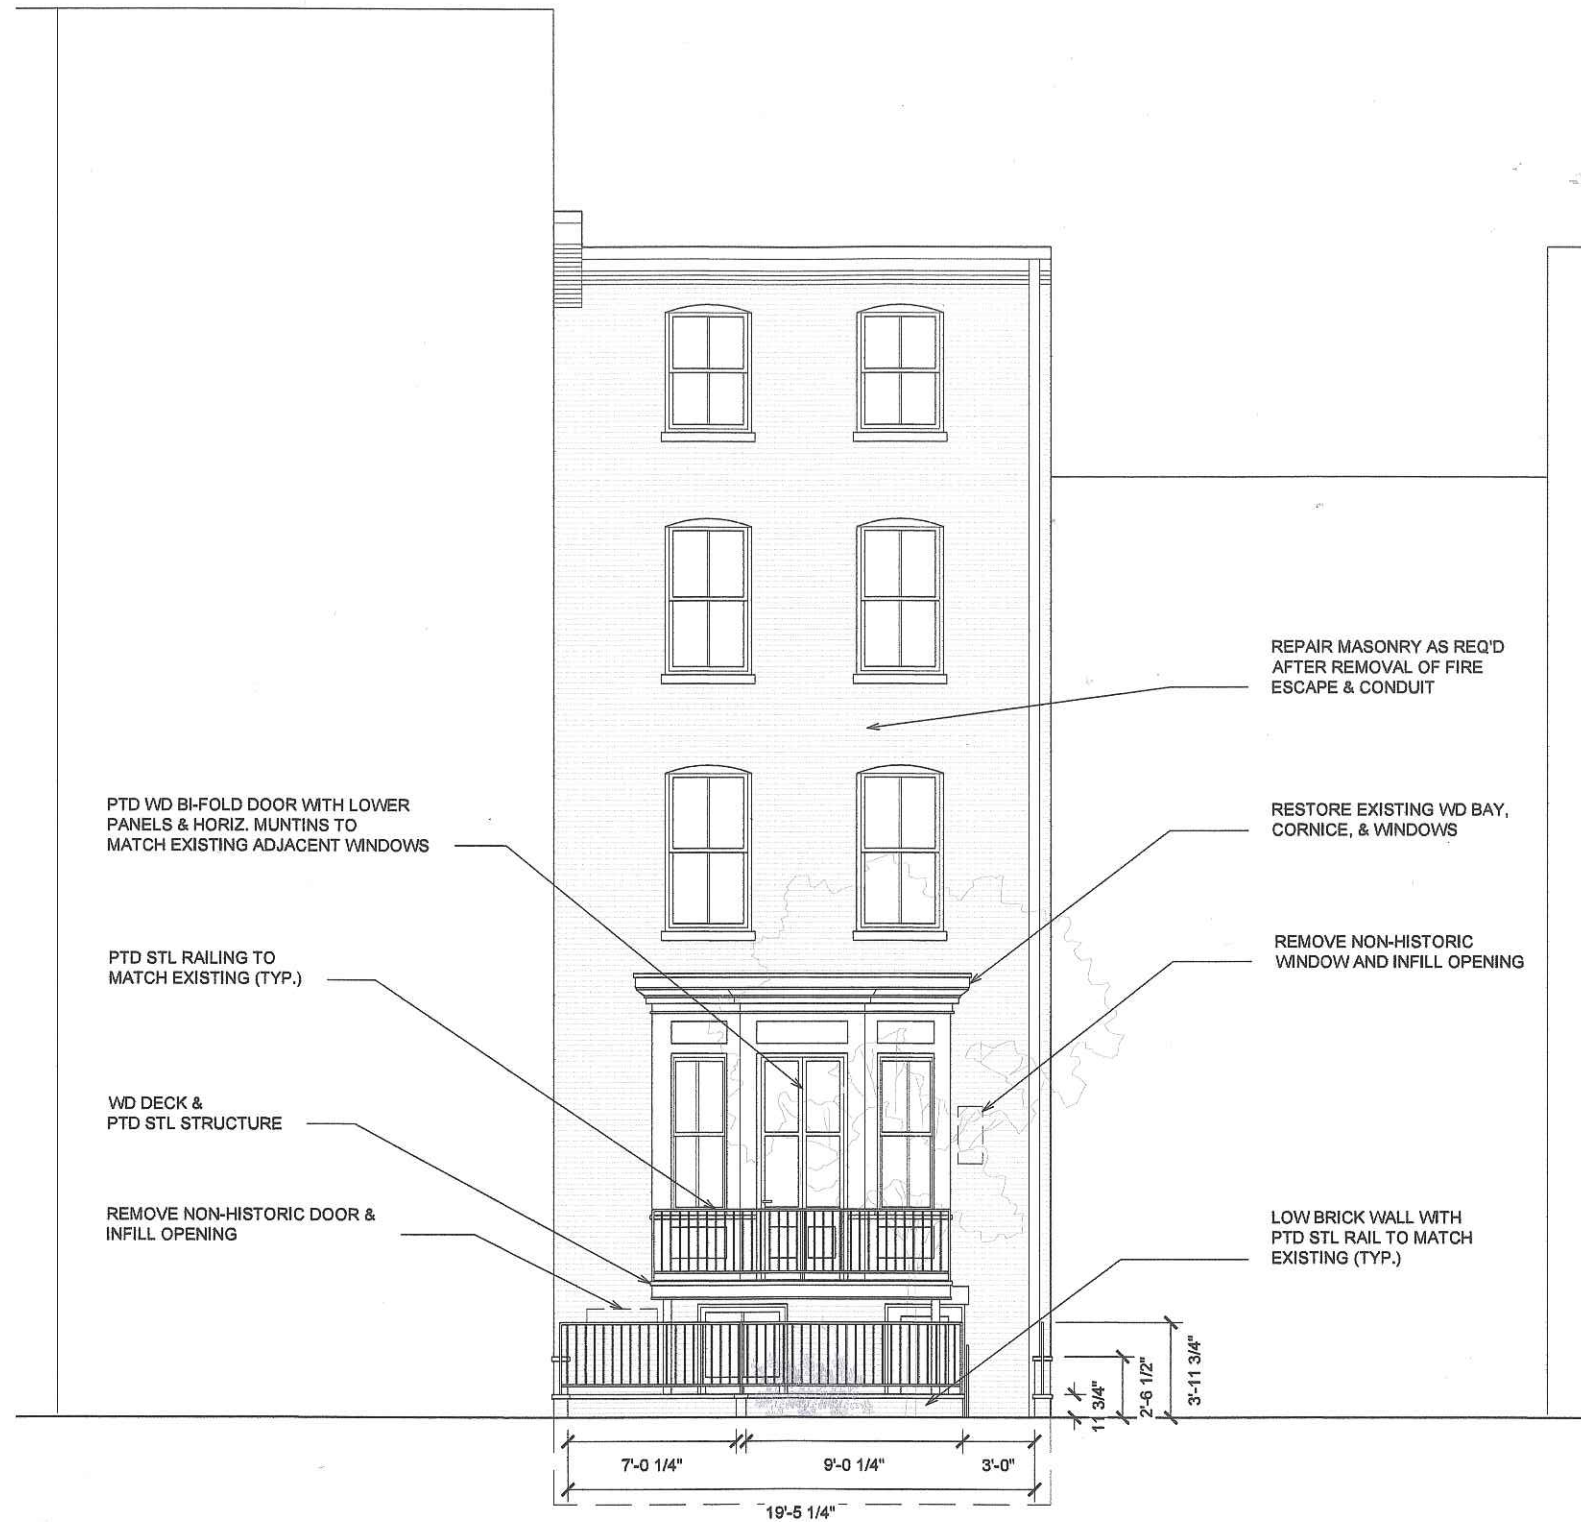 REPAIR MASONRY AS REQ'D
AFTER REMOVAL OF FIRE
ESCAPE & CONDUIT
PTD WD BI-FOLD DOOR WITH LOWER
PANELS & HORIZ. MUNTINS TO
MATCH EXISTING ADJACENT WINDOWS
RESTORE EXISTING WD BAY,
CORNICE, & WINDOWS
PTD STL RAILING TO
MATCH EXISTING (TYP.)
REMOVE NON-HISTORIC
WINDOW AND INFILL OPENING
WD DECK &
PTD STL STRUCTURE
REMOVE NON-HISTORIC DOOR &
INFILL OPENING
LOW BRICK WALL WITH
PTD STL RAIL TO MATCH
EXISTING (TYP.)
11 3/4"
2'-6 1/2"
3'-11 3/4"
7'-0 1/4"
9'-0 1/4"
3'-0"
19'-5 1/4"